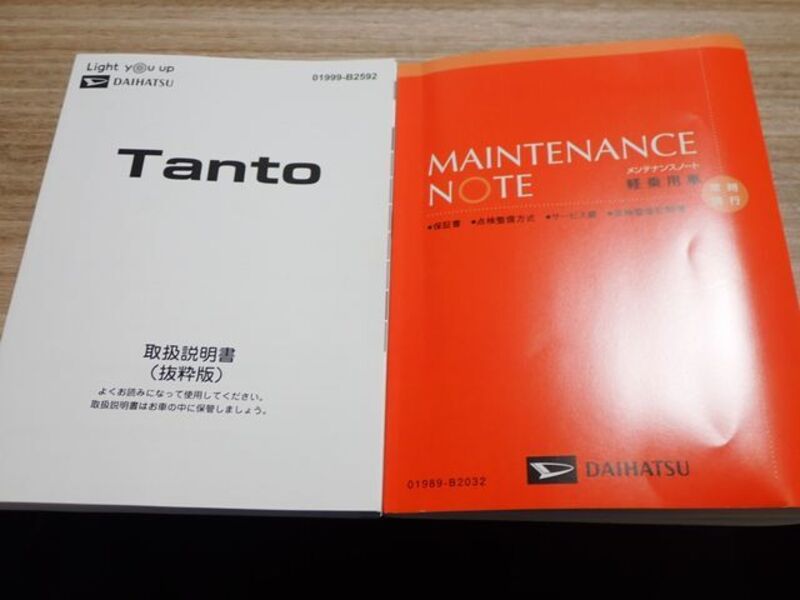 Light you up
DAIHATSU
01999-B2592
Tanto
取扱説明書
（抜粋版）
よくお読みになって使用してください。
取扱説明書はお車の中に保管しましょう。
MAINTENANCE
NOTE
メンテナンスノート
軽乗用車
•保証書 •点検整備方式 •サービス網
01989-B2032
DAIHATSU